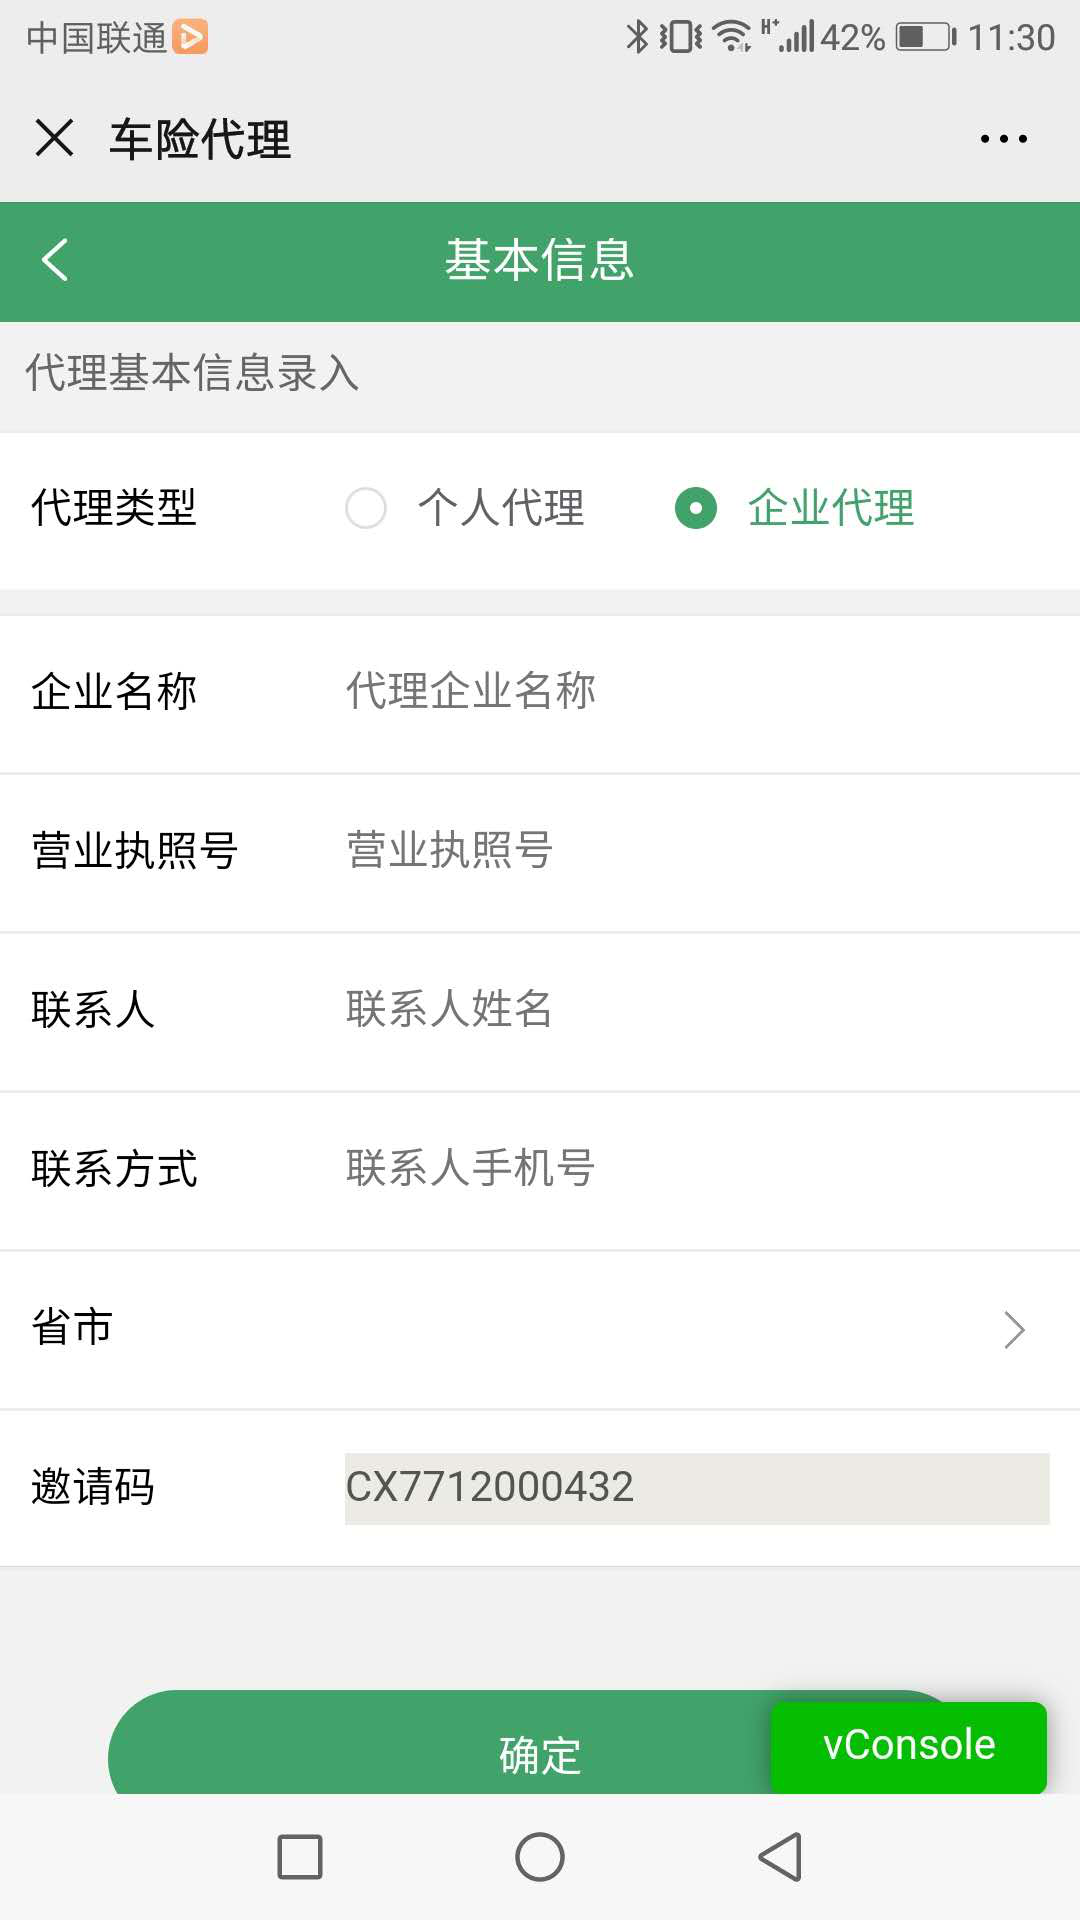 中国联通 H+ 42% 11:30
车险代理
基本信息
代理基本信息录入
代理类型 个人代理 企业代理
企业名称 代理企业名称
营业执照号 营业执照号
联系人 联系人姓名
联系方式 联系人手机号
省市
邀请码 CX7712000432
确定 vConsole